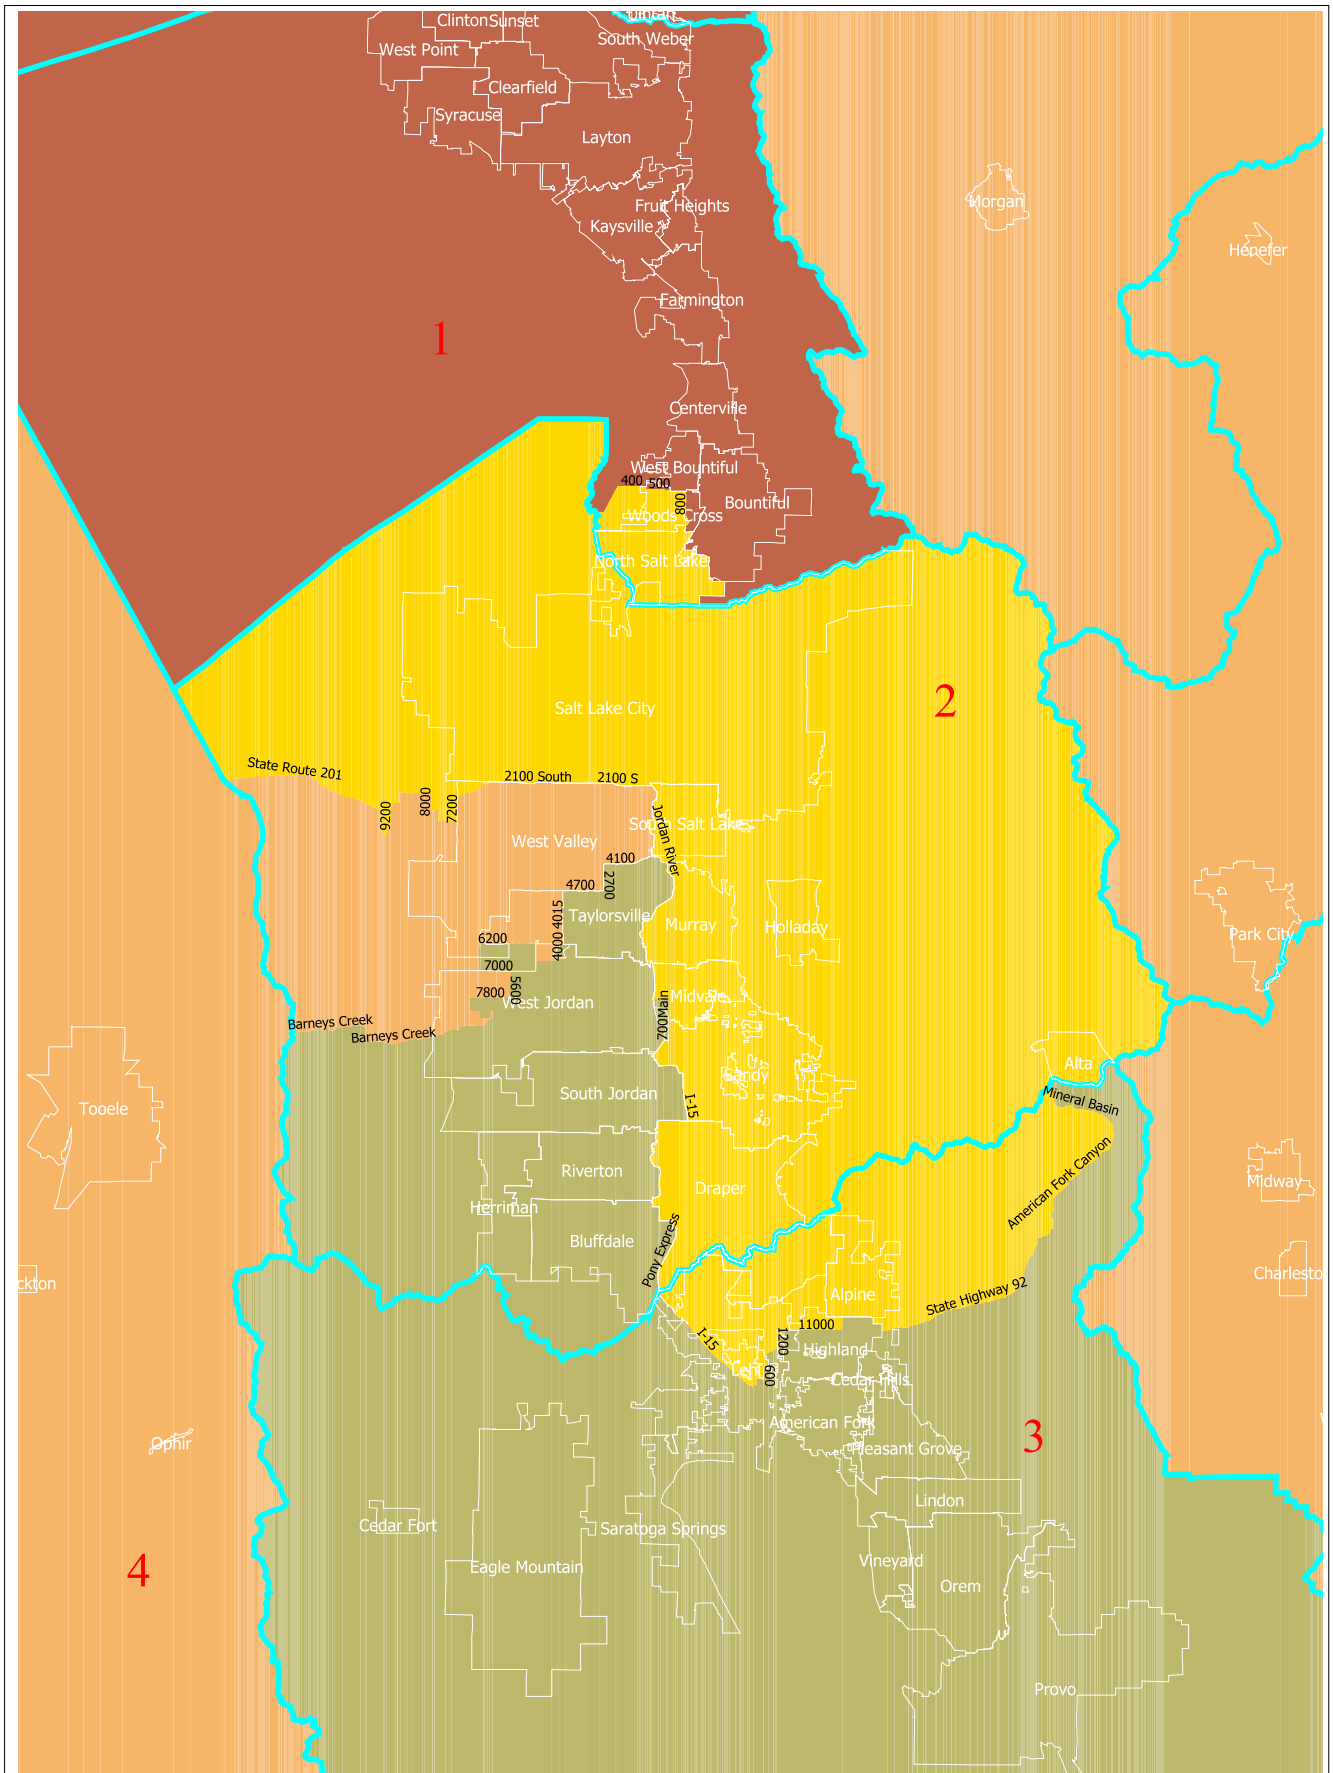 Clinton
Sunset
South Weber
West Point
Clearfield
Syracuse
Layton
Morgan
Fruit Heights
Kaysville
Henefer
Farmington
1
Centerville
West Bountiful
400
500
800
Bountiful
Woods Cross
North Salt Lake
2
Salt Lake City
State Route 201
2100 South
2100 S
9200
8000
7200
Jordan River
South Salt Lake
West Valley
4100
2700
4700
4015
Taylorsville
Murray
Holladay
Park City
6200
4000
7000
5600
7800
West Jordan
700
Main
Midvale
Barneys Creek
Barneys Creek
Alta
Sandy
Mineral Basin
Tooele
South Jordan
I-15
American Fork Canyon
Riverton
Draper
Midway
Herriman
Bluffdale
Pony Express
ckton
Charlesto
Alpine
State Highway 92
11000
I-15
1200
Highland
600
Cedar Hills
American Fork
3
Ophir
Pleasant Grove
Lindon
Cedar Fort
Saratoga Springs
Eagle Mountain
Vineyard
4
Orem
Provo